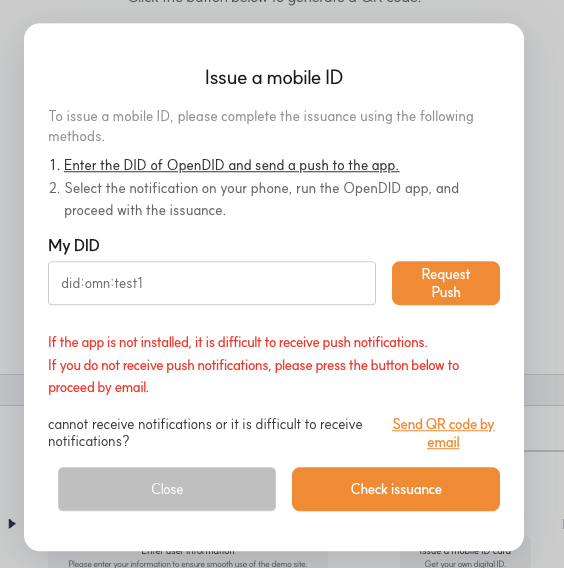 Click the button below to generate a QR code.
Issue a mobile ID
To issue a mobile ID, please complete the issuance using the following
methods.
1. Enter the DID of OpenDID and send a push to the app.
2. Select the notification on your phone, run the OpenDID app, and
proceed with the issuance.
My DID
did:omn:test1
Request
Push
If the app is not installed, it is difficult to receive push notifications.
If you do not receive push notifications, please press the button below to
proceed by email.
cannot receive notifications or it is difficult to receive
notifications?
Send QR code by
email
Close
Check issuance
Enter user information
Issue a mobile ID card
Please enter your information to ensure smooth use of the demo site.
Get your own digital ID.